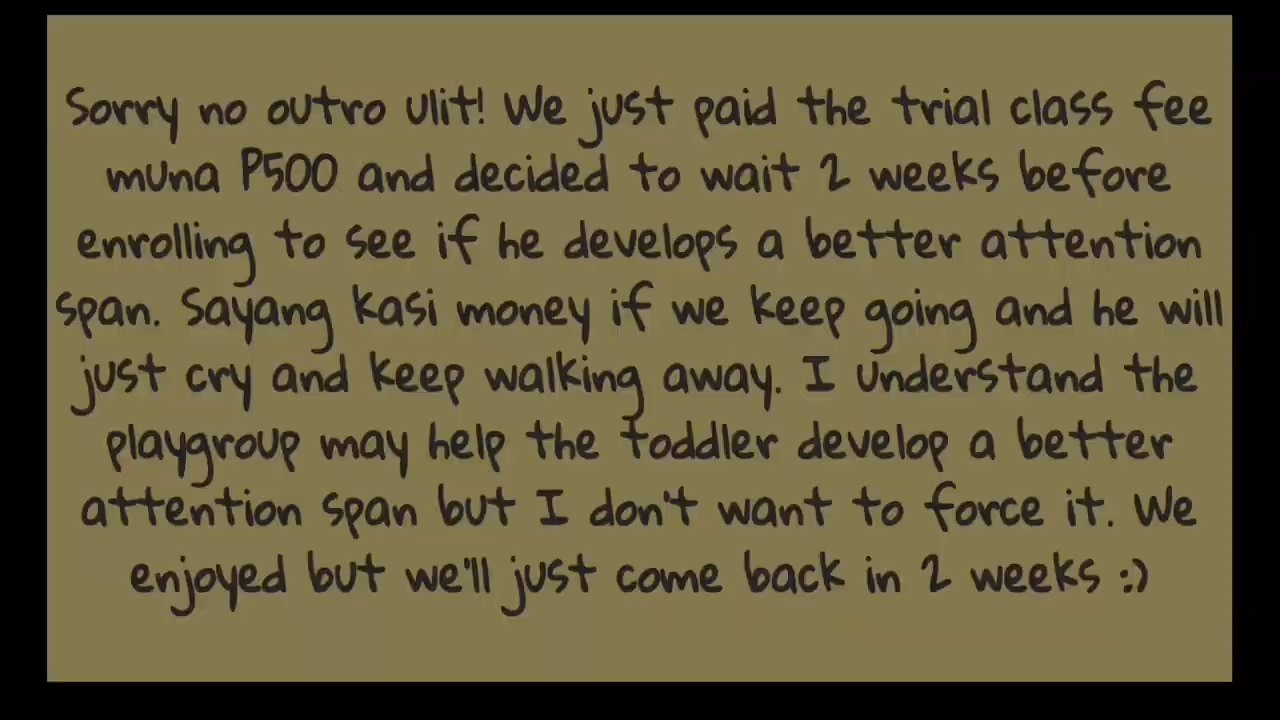 Sorry no outro ulit! We just paid the trial class fee
muna P500 and decided to wait 2 weeks before
enrolling to see if he develops a better attention
span. Sayang kasi money if we keep going and he will
just cry and keep walking away. I understand the
playgroup may help the toddler develop a better
attention span but I don't want to force it. We
enjoyed but we'll just come back in 2 weeks :)